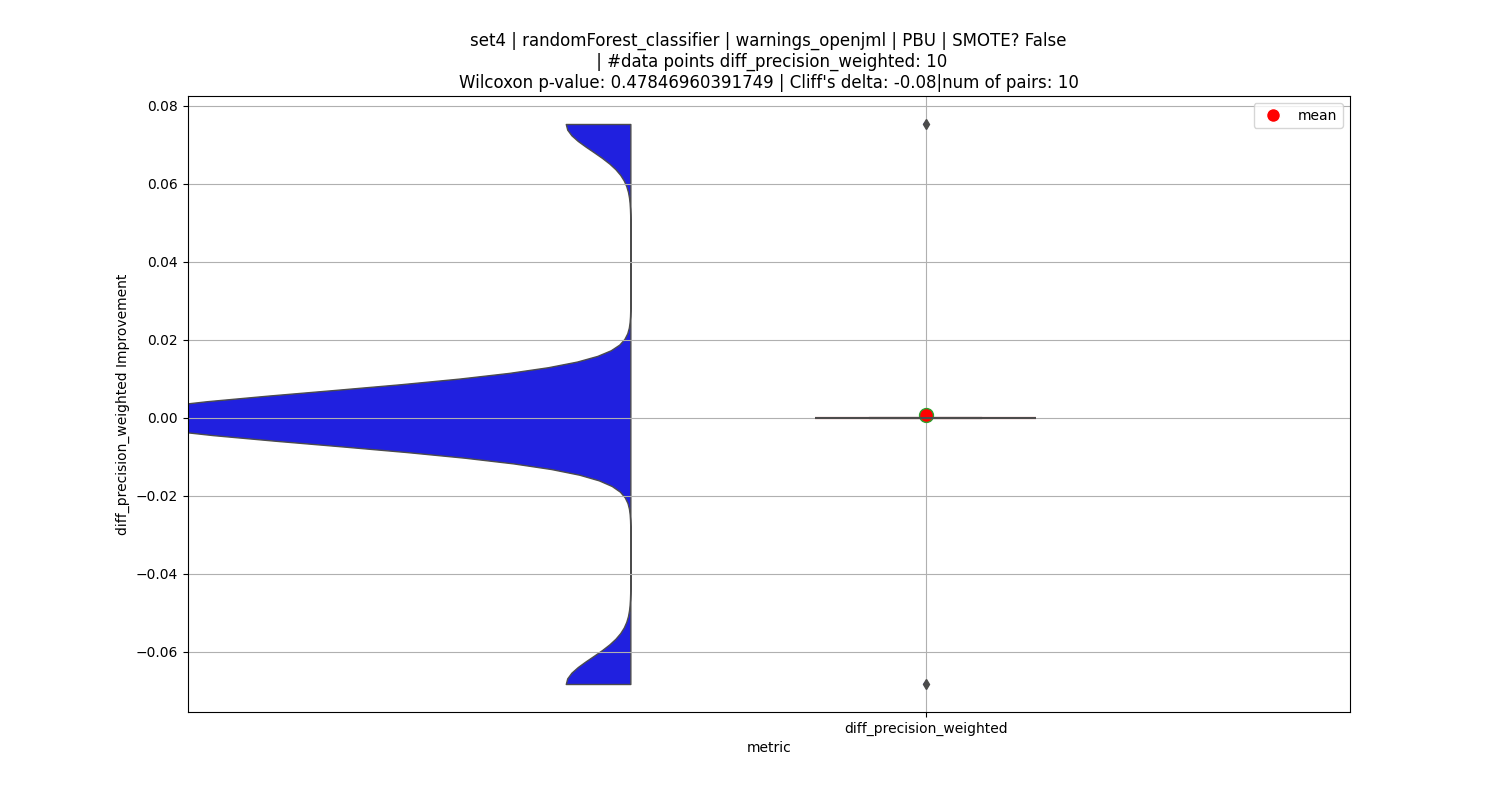 set4 | randomForest_classifier | warnings_openjml | PBU | SMOTE? False
| #data points diff_precision_weighted: 10
Wilcoxon p-value: 0.47846960391749 | Cliff's delta: -0.08|num of pairs: 10
mean
0.08
0.06
0.04
0.02
0.00
−0.02
−0.04
−0.06
diff_precision_weighted Improvement
diff_precision_weighted
metric